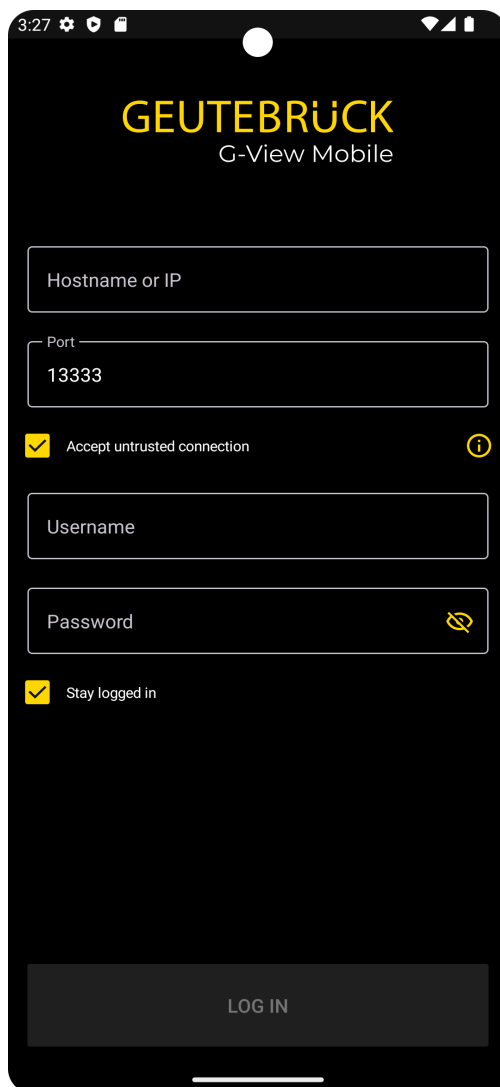 3:27
GEUTEBRÜCK
G-View Mobile
Hostname or IP
Port
13333
Accept untrusted connection
Username
Password
Stay logged in
LOG IN